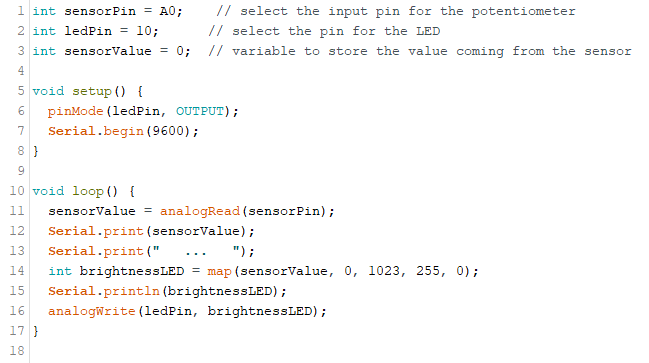 1 int sensorPin = A0;    // select the input pin for the potentiometer
2 int ledPin = 10;      // select the pin for the LED
3 int sensorValue = 0;  // variable to store the value coming from the sensor
4
5 void setup() {
6   pinMode(ledPin, OUTPUT);
7   Serial.begin(9600);
8 }
9
10 void loop() {
11   sensorValue = analogRead(sensorPin);
12   Serial.print(sensorValue);
13   Serial.print("   ...   ");
14   int brightnessLED = map(sensorValue, 0, 1023, 255, 0);
15   Serial.println(brightnessLED);
16   analogWrite(ledPin, brightnessLED);
17 }
18